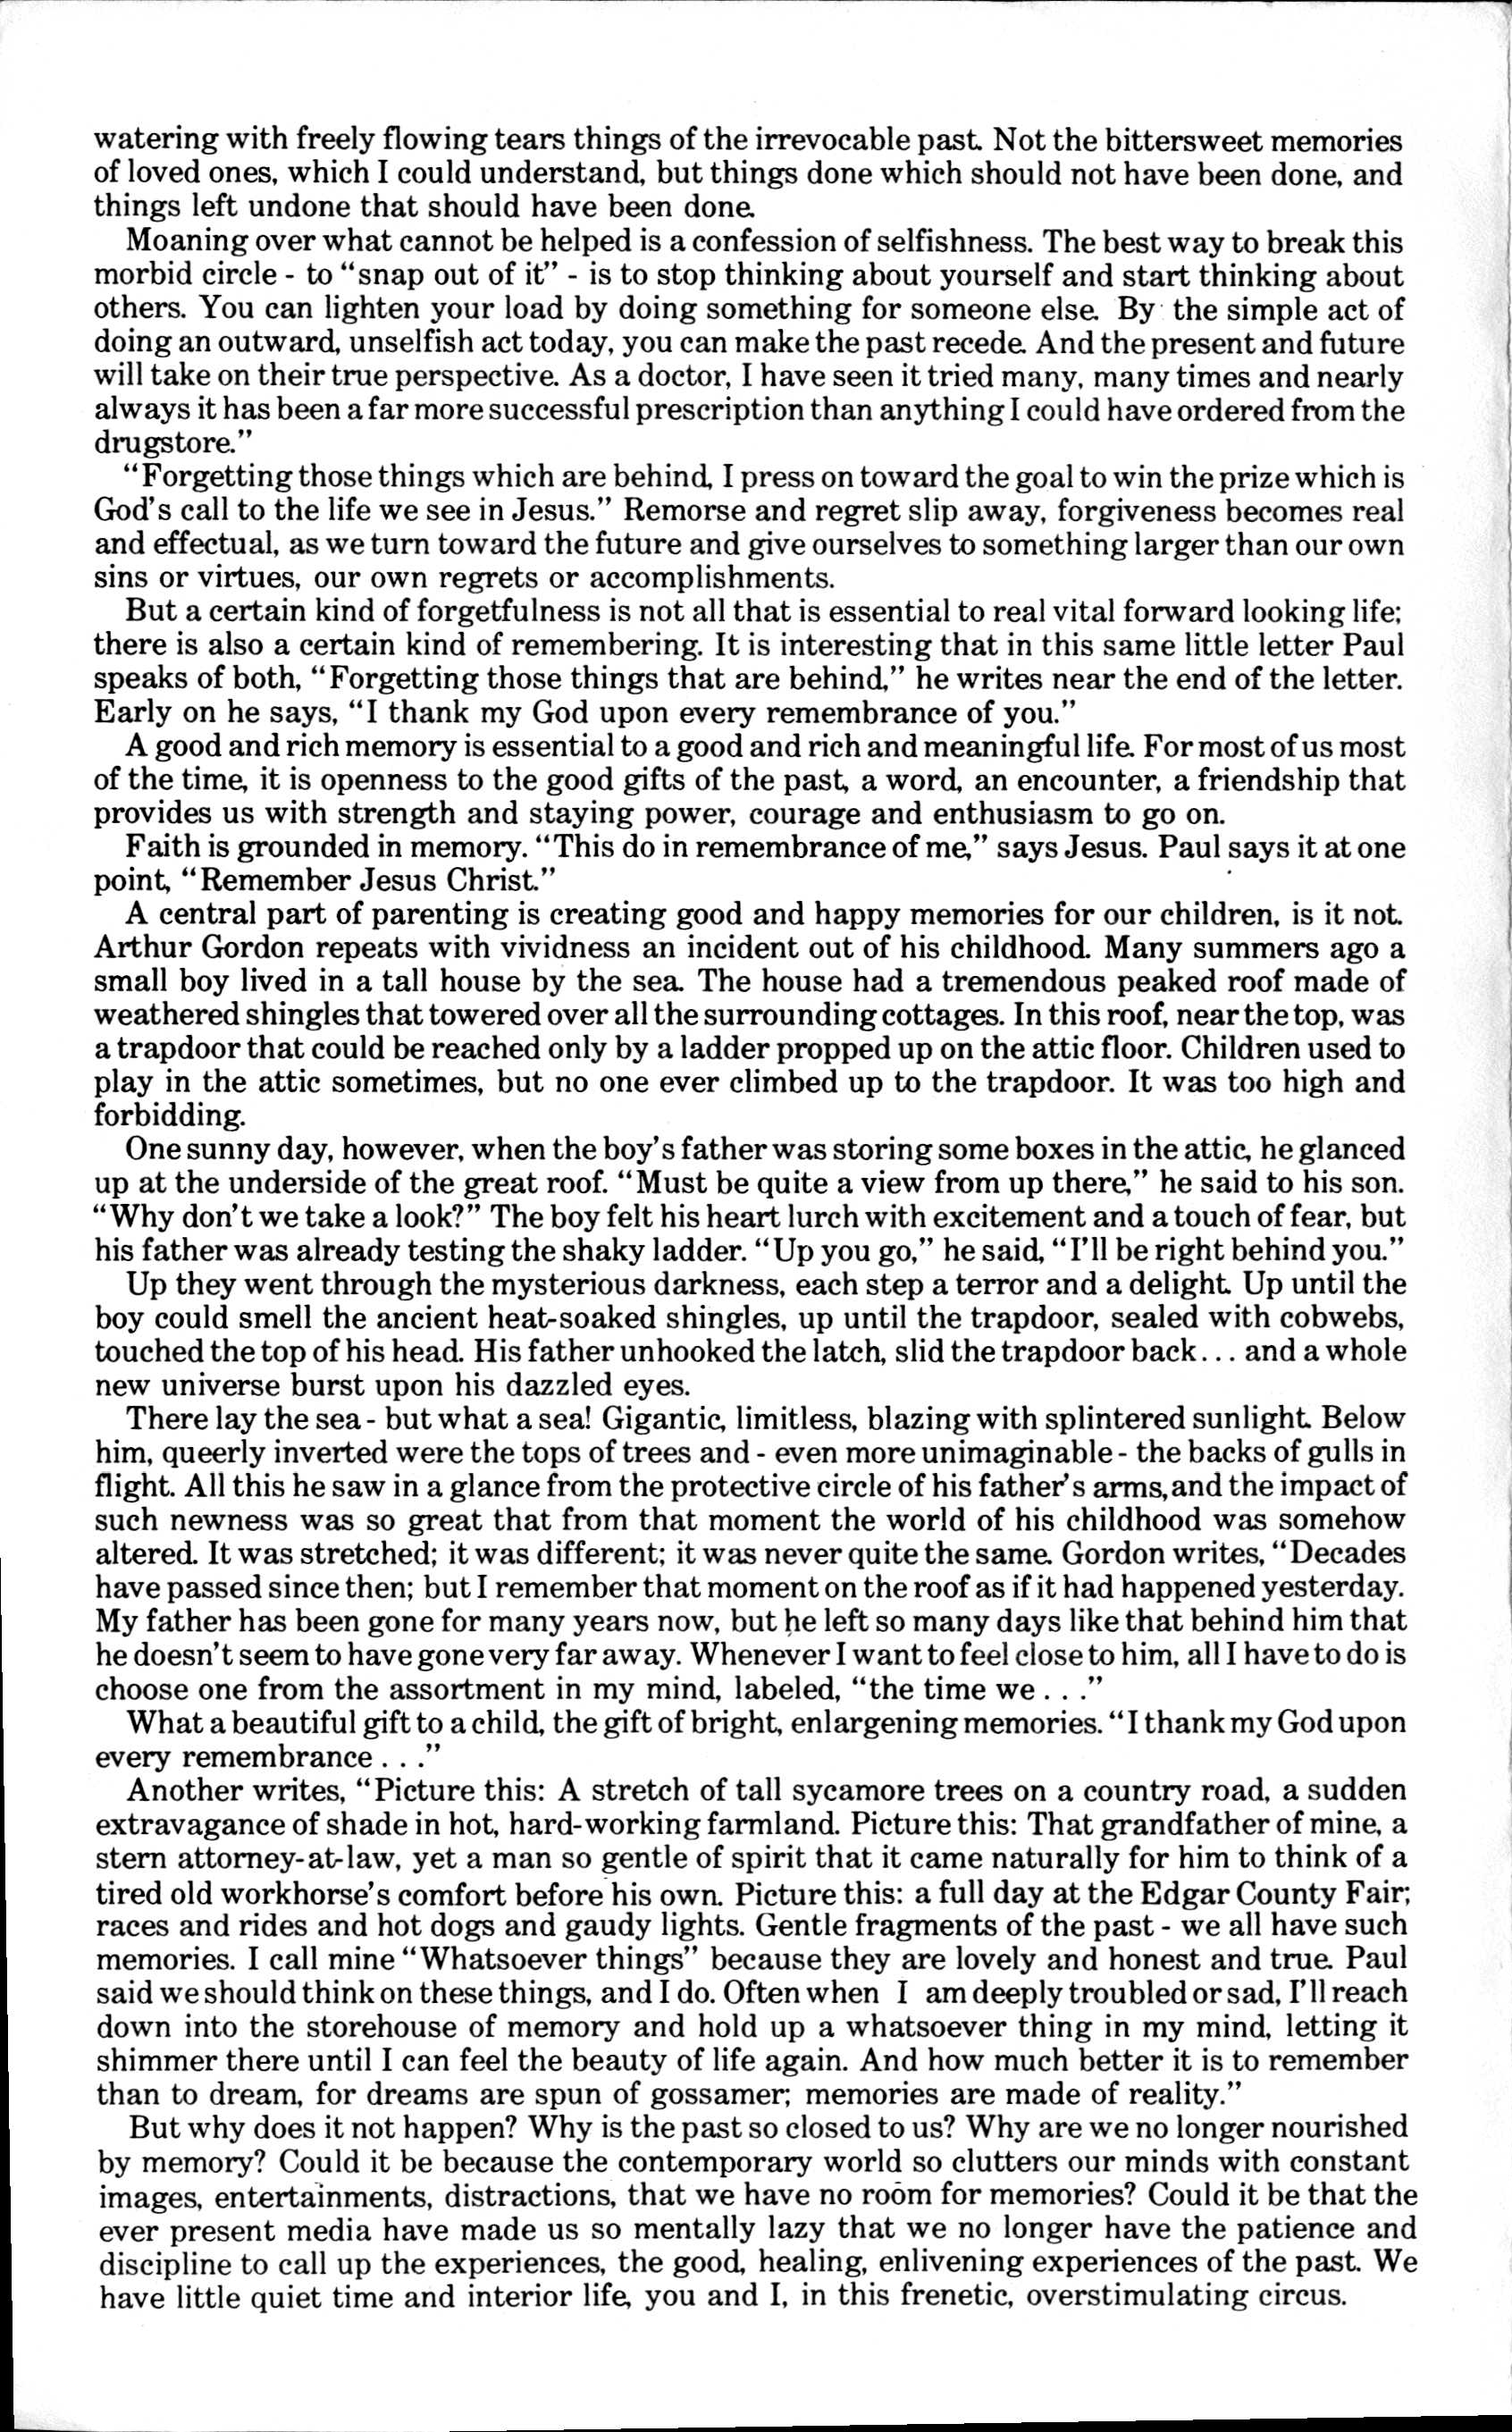 watering with freely flowing tears things of the irrevocable past. Not the bittersweet memories
of loved ones, which I could understand, but things done which should not have been done, and
things left undone that should have been done.
Moaning over what cannot be helped is a confession of selfishness. The best way to break this
morbid circle - to “snap out of it” - is to stop thinking about yourself and start thinking about
others. You can lighten your load by doing something for someone else. By the simple act of
doing an outward, unselfish act today, you can make the past recede. And the present and future
will take on their true perspective. As a doctor, I have seen it tried many, many times and nearly
always it has been a far more successful prescription than anything I could have ordered from the
drugstore.”
“Forgetting those things which are behind, I press on toward the goal to win the prize which is
God’s call to the life we see in Jesus.” Remorse and regret slip away, forgiveness becomes real
and effectual, as we turn toward the future and give ourselves to something larger than our own
sins or virtues, our own regrets or accomplishments.
But a certain kind of forgetfulness is not all that is essential to real vital forward looking life;
there is also a certain kind of remembering. It is interesting that in this same little letter Paul
speaks of both, “Forgetting those things that are behind,” he writes near the end of the letter.
Early on he says, “I thank my God upon every remembrance of you.”
A good and rich memory is essential to a good and rich and meaningful life. For most of us most
of the time, it is openness to the good gifts of the past, a word, an encounter, a friendship that
provides us with strength and staying power, courage and enthusiasm to go on.
Faith is grounded in memory. “This do in remembrance of me,” says Jesus. Paul says it at one
point, “Remember Jesus Christ.”
A central part of parenting is creating good and happy memories for our children, is it not.
Arthur Gordon repeats with vividness an incident out of his childhood. Many summers ago a
small boy lived in a tall house by the sea. The house had a tremendous peaked roof made of
weathered shingles that towered over all the surrounding cottages. In this roof, near the top, was
a trapdoor that could be reached only by a ladder propped up on the attic floor. Children used to
play in the attic sometimes, but no one ever climbed up to the trapdoor. It was too high and
forbidding.
One sunny day, however, when the boy’s father was storing some boxes in the attic, he glanced
up at the underside of the great roof. “Must be quite a view from up there,” he said to his son.
“Why don’t we take a look?” The boy felt his heart lurch with excitement and a touch of fear, but
his father was already testing the shaky ladder. “Up you go,” he said, “I’ll be right behind you.”
Up they went through the mysterious darkness, each step a terror and a delight. Up until the
boy could smell the ancient heat-soaked shingles, up until the trapdoor, sealed with cobwebs,
touched the top of his head. His father unhooked the latch, slid the trapdoor back... and a whole
new universe burst upon his dazzled eyes.
There lay the sea - but what a sea! Gigantic, limitless, blazing with splintered sunlight. Below
him, queerly inverted were the tops of trees and - even more unimaginable - the backs of gulls in
flight. All this he saw in a glance from the protective circle of his father’s arms, and the impact of
such newness was so great that from that moment the world of his childhood was somehow
altered. It was stretched; it was different; it was never quite the same. Gordon writes, “Decades
have passed since then; but I remember that moment on the roof as if it had happened yesterday.
My father has been gone for many years now, but he left so many days like that behind him that
he doesn’t seem to have gone very far away. Whenever I want to feel close to him, all I have to do is
choose one from the assortment in my mind, labeled, “the time we . . .”
What a beautiful gift to a child, the gift of bright, enlargening memories. “I thank my God upon
every remembrance . . .”
Another writes, “Picture this: A stretch of tall sycamore trees on a country road, a sudden
extravagance of shade in hot, hard-working farmland. Picture this: That grandfather of mine, a
stern attorney-at-law, yet a man so gentle of spirit that it came naturally for him to think of a
tired old workhorse’s comfort before his own. Picture this: a full day at the Edgar County Fair;
races and rides and hot dogs and gaudy lights. Gentle fragments of the past - we all have such
memories. I call mine “Whatsoever things” because they are lovely and honest and true. Paul
said we should think on these things, and I do. Often when I am deeply troubled or sad, I’ll reach
down into the storehouse of memory and hold up a whatsoever thing in my mind, letting it
shimmer there until I can feel the beauty of life again. And how much better it is to remember
than to dream, for dreams are spun of gossamer; memories are made of reality.”
But why does it not happen? Why is the past so closed to us? Why are we no longer nourished
by memory? Could it be because the contemporary world so clutters our minds with constant
images, entertainments, distractions, that we have no room for memories? Could it be that the
ever present media have made us so mentally lazy that we no longer have the patience and
discipline to call up the experiences, the good, healing, enlivening experiences of the past. We
have little quiet time and interior life, you and I, in this frenetic, overstimulating circus.